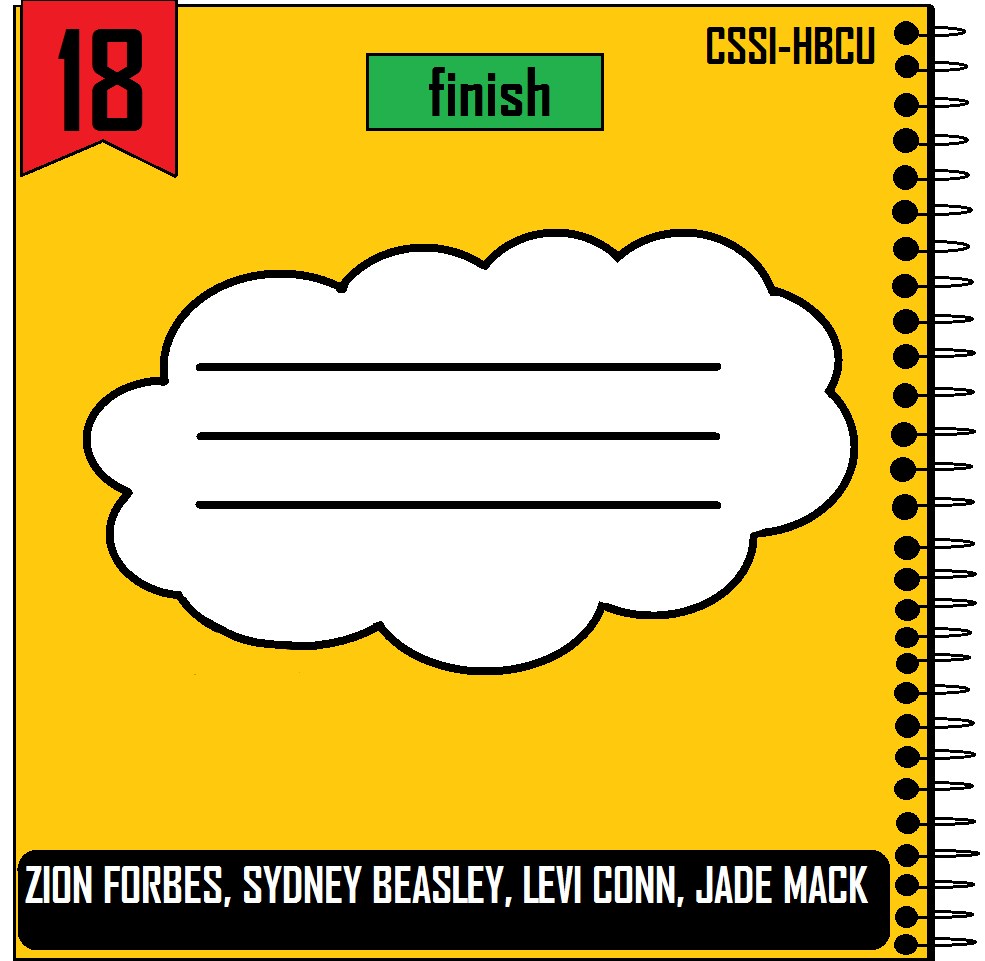 18
CSSI-HBCU
finish
ZION FORBES, SYDNEY BEASLEY, LEVI CONN, JADE MACK